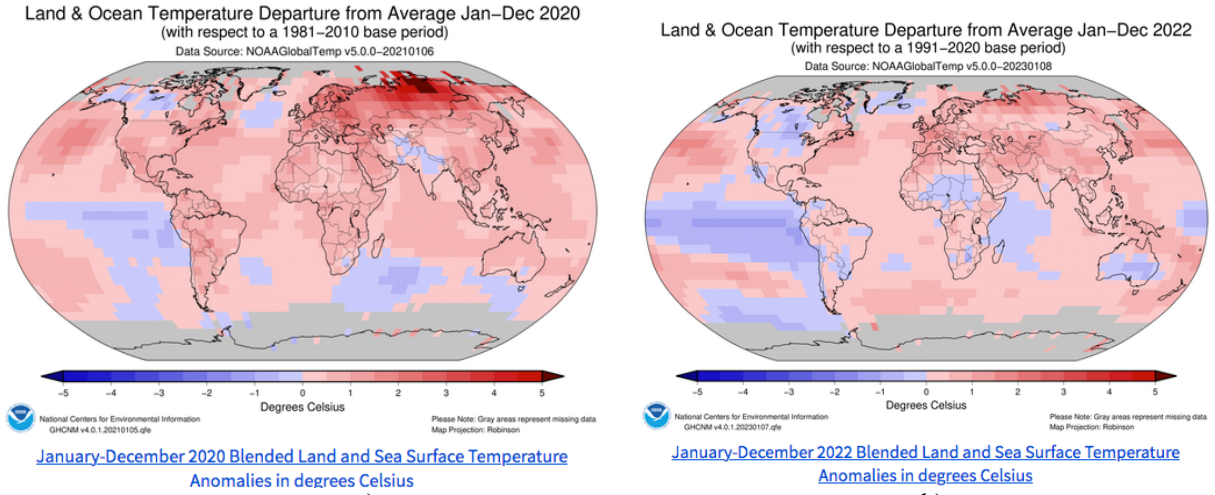 Land & Ocean Temperature Departure from Average Jan–Dec 2020
(with respect to a 1981–2010 base period)
Data Source: NOAAGlobalTemp v5.0.0–20210106
−5 −4 −3 −2 −1 0 1 2 3 4 5
Degrees Celsius
NOAA
National Centers for Environmental Information
GHCNM v4.0.1.20210105.qfe
Please Note: Gray areas represent missing data
Map Projection: Robinson
January-December 2020 Blended Land and Sea Surface Temperature
Anomalies in degrees Celsius
Land & Ocean Temperature Departure from Average Jan–Dec 2022
(with respect to a 1991–2020 base period)
Data Source: NOAAGlobalTemp v5.0.0–20230108
−5 −4 −3 −2 −1 0 1 2 3 4 5
Degrees Celsius
NOAA
National Centers for Environmental Information
GHCNM v4.0.1.20230107.qfe
Please Note: Gray areas represent missing data
Map Projection: Robinson
January-December 2022 Blended Land and Sea Surface Temperature
Anomalies in degrees Celsius